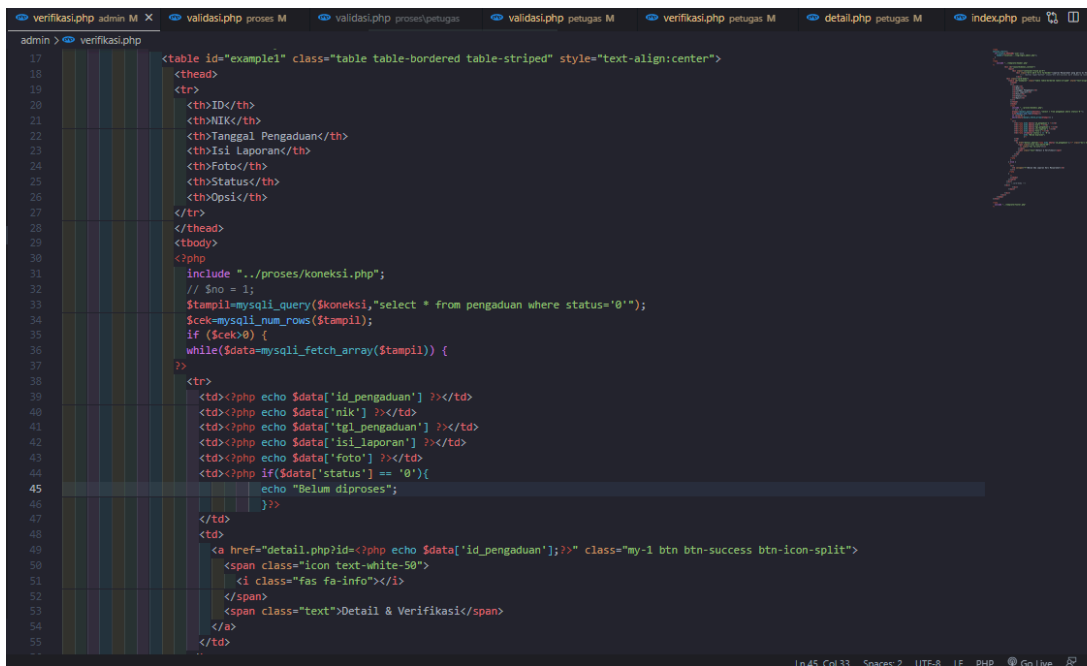 verifikasi.php admin M validasi.php proses M validasi.php proses\petugas validasi.php petugas M verifikasi.php petugas M detail.php petugas M index.php petu
admin > verifikasi.php
17 <table id="example1" class="table table-bordered table-striped" style="text-align:center">
18 <thead>
19 <tr>
20 <th>ID</th>
21 <th>NIK</th>
22 <th>Tanggal Pengaduan</th>
23 <th>Isi Laporan</th>
24 <th>Foto</th>
25 <th>Status</th>
26 <th>Opsi</th>
27 </tr>
28 </thead>
29 <tbody>
30 <?php
31 include "../proses/koneksi.php";
32 // $no = 1;
33 $tampil=mysqli_query($koneksi,"select * from pengaduan where status='0'");
34 $cek=mysqli_num_rows($tampil);
35 if ($cek>0) {
36 while($data=mysqli_fetch_array($tampil)) {
37 ?>
38 <tr>
39 <td><?php echo $data['id_pengaduan'] ?></td>
40 <td><?php echo $data['nik'] ?></td>
41 <td><?php echo $data['tgl_pengaduan'] ?></td>
42 <td><?php echo $data['isi_laporan'] ?></td>
43 <td><?php echo $data['foto'] ?></td>
44 <td><?php if($data['status'] == '0'){
45 echo "Belum diproses";
46 }?>
47 </td>
48 <td>
49 <a href="detail.php?id=<?php echo $data['id_pengaduan'];?>" class="my-1 btn btn-success btn-icon-split">
50 <span class="icon text-white-50">
51 <i class="fas fa-info"></i>
52 </span>
53 <span class="text">Detail & Verifikasi</span>
54 </a>
55 </td>
Ln 45, Col 33 Spaces: 2 UTF-8 LF PHP Go Live